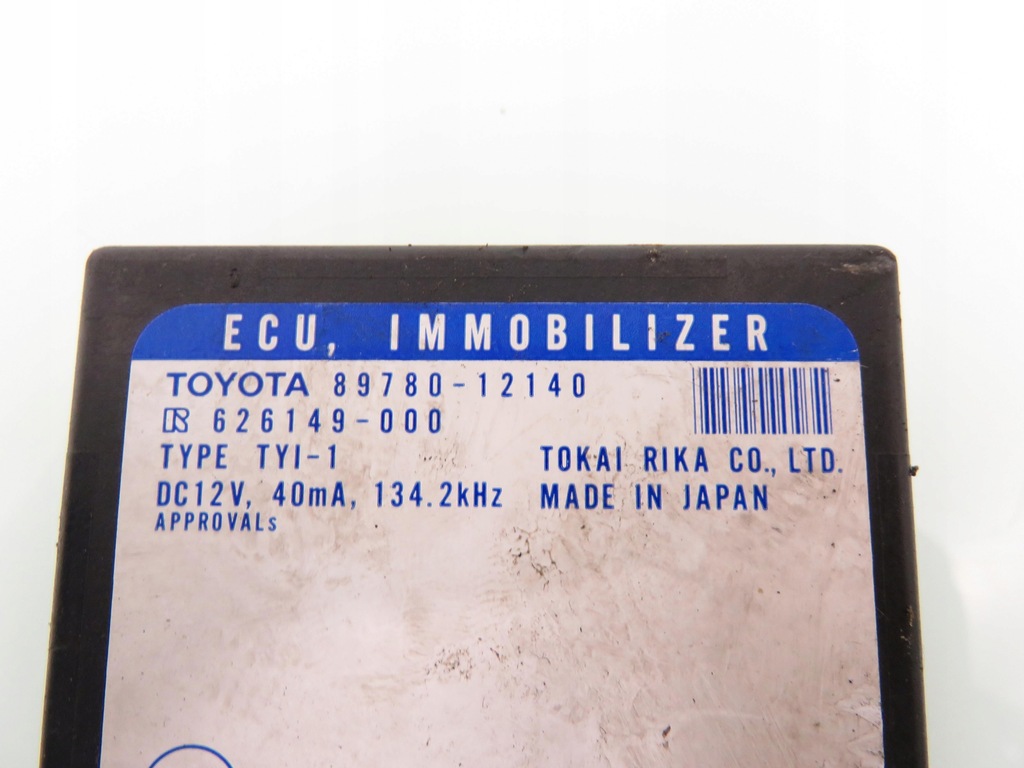 ECU, IMMOBILIZER
TOYOTA 89780-12140
626149-000
TYPE TYI-1
TOKAI RIKA CO., LTD.
DC12V, 40mA, 134.2kHz
MADE IN JAPAN
APPROVALs